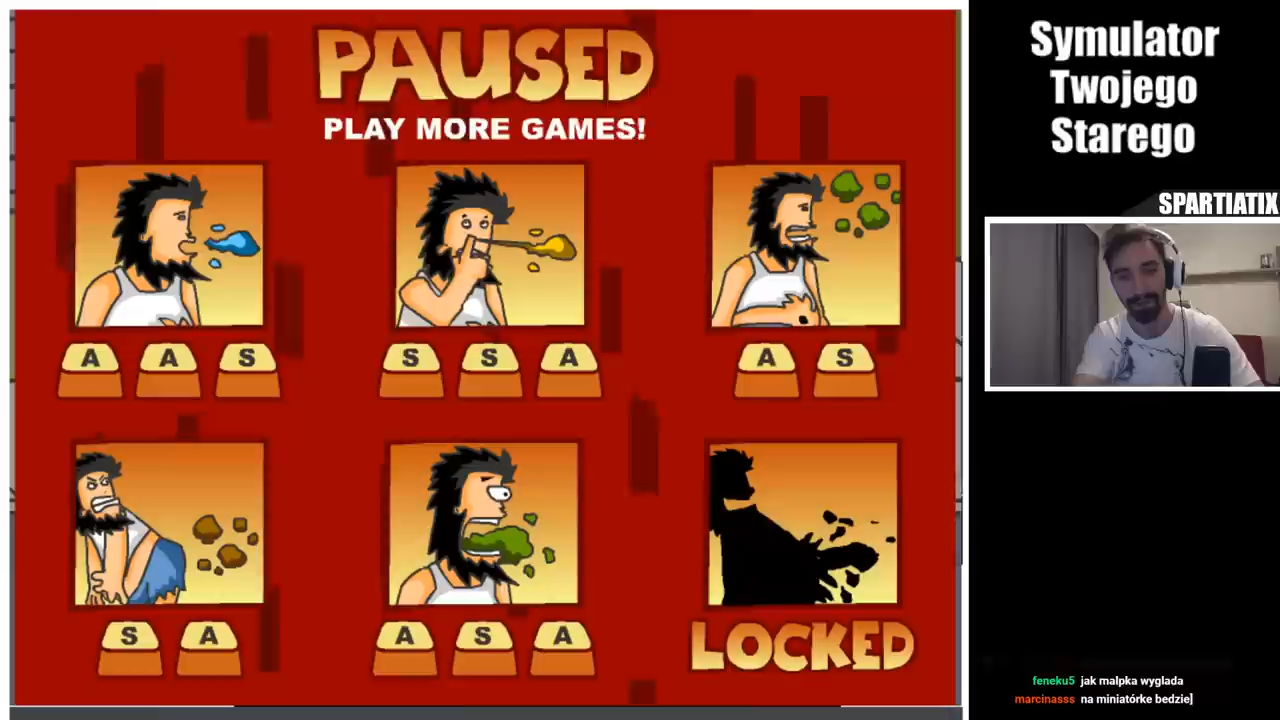 PAUSED
PLAY MORE GAMES!
A A S
S S A
A S
S A
A S A
LOCKED
Symulator
Twojego
Starego
SPARTIATIX
feneku5 jak malpka wyglada
marcinasss na miniatórke bedzie]